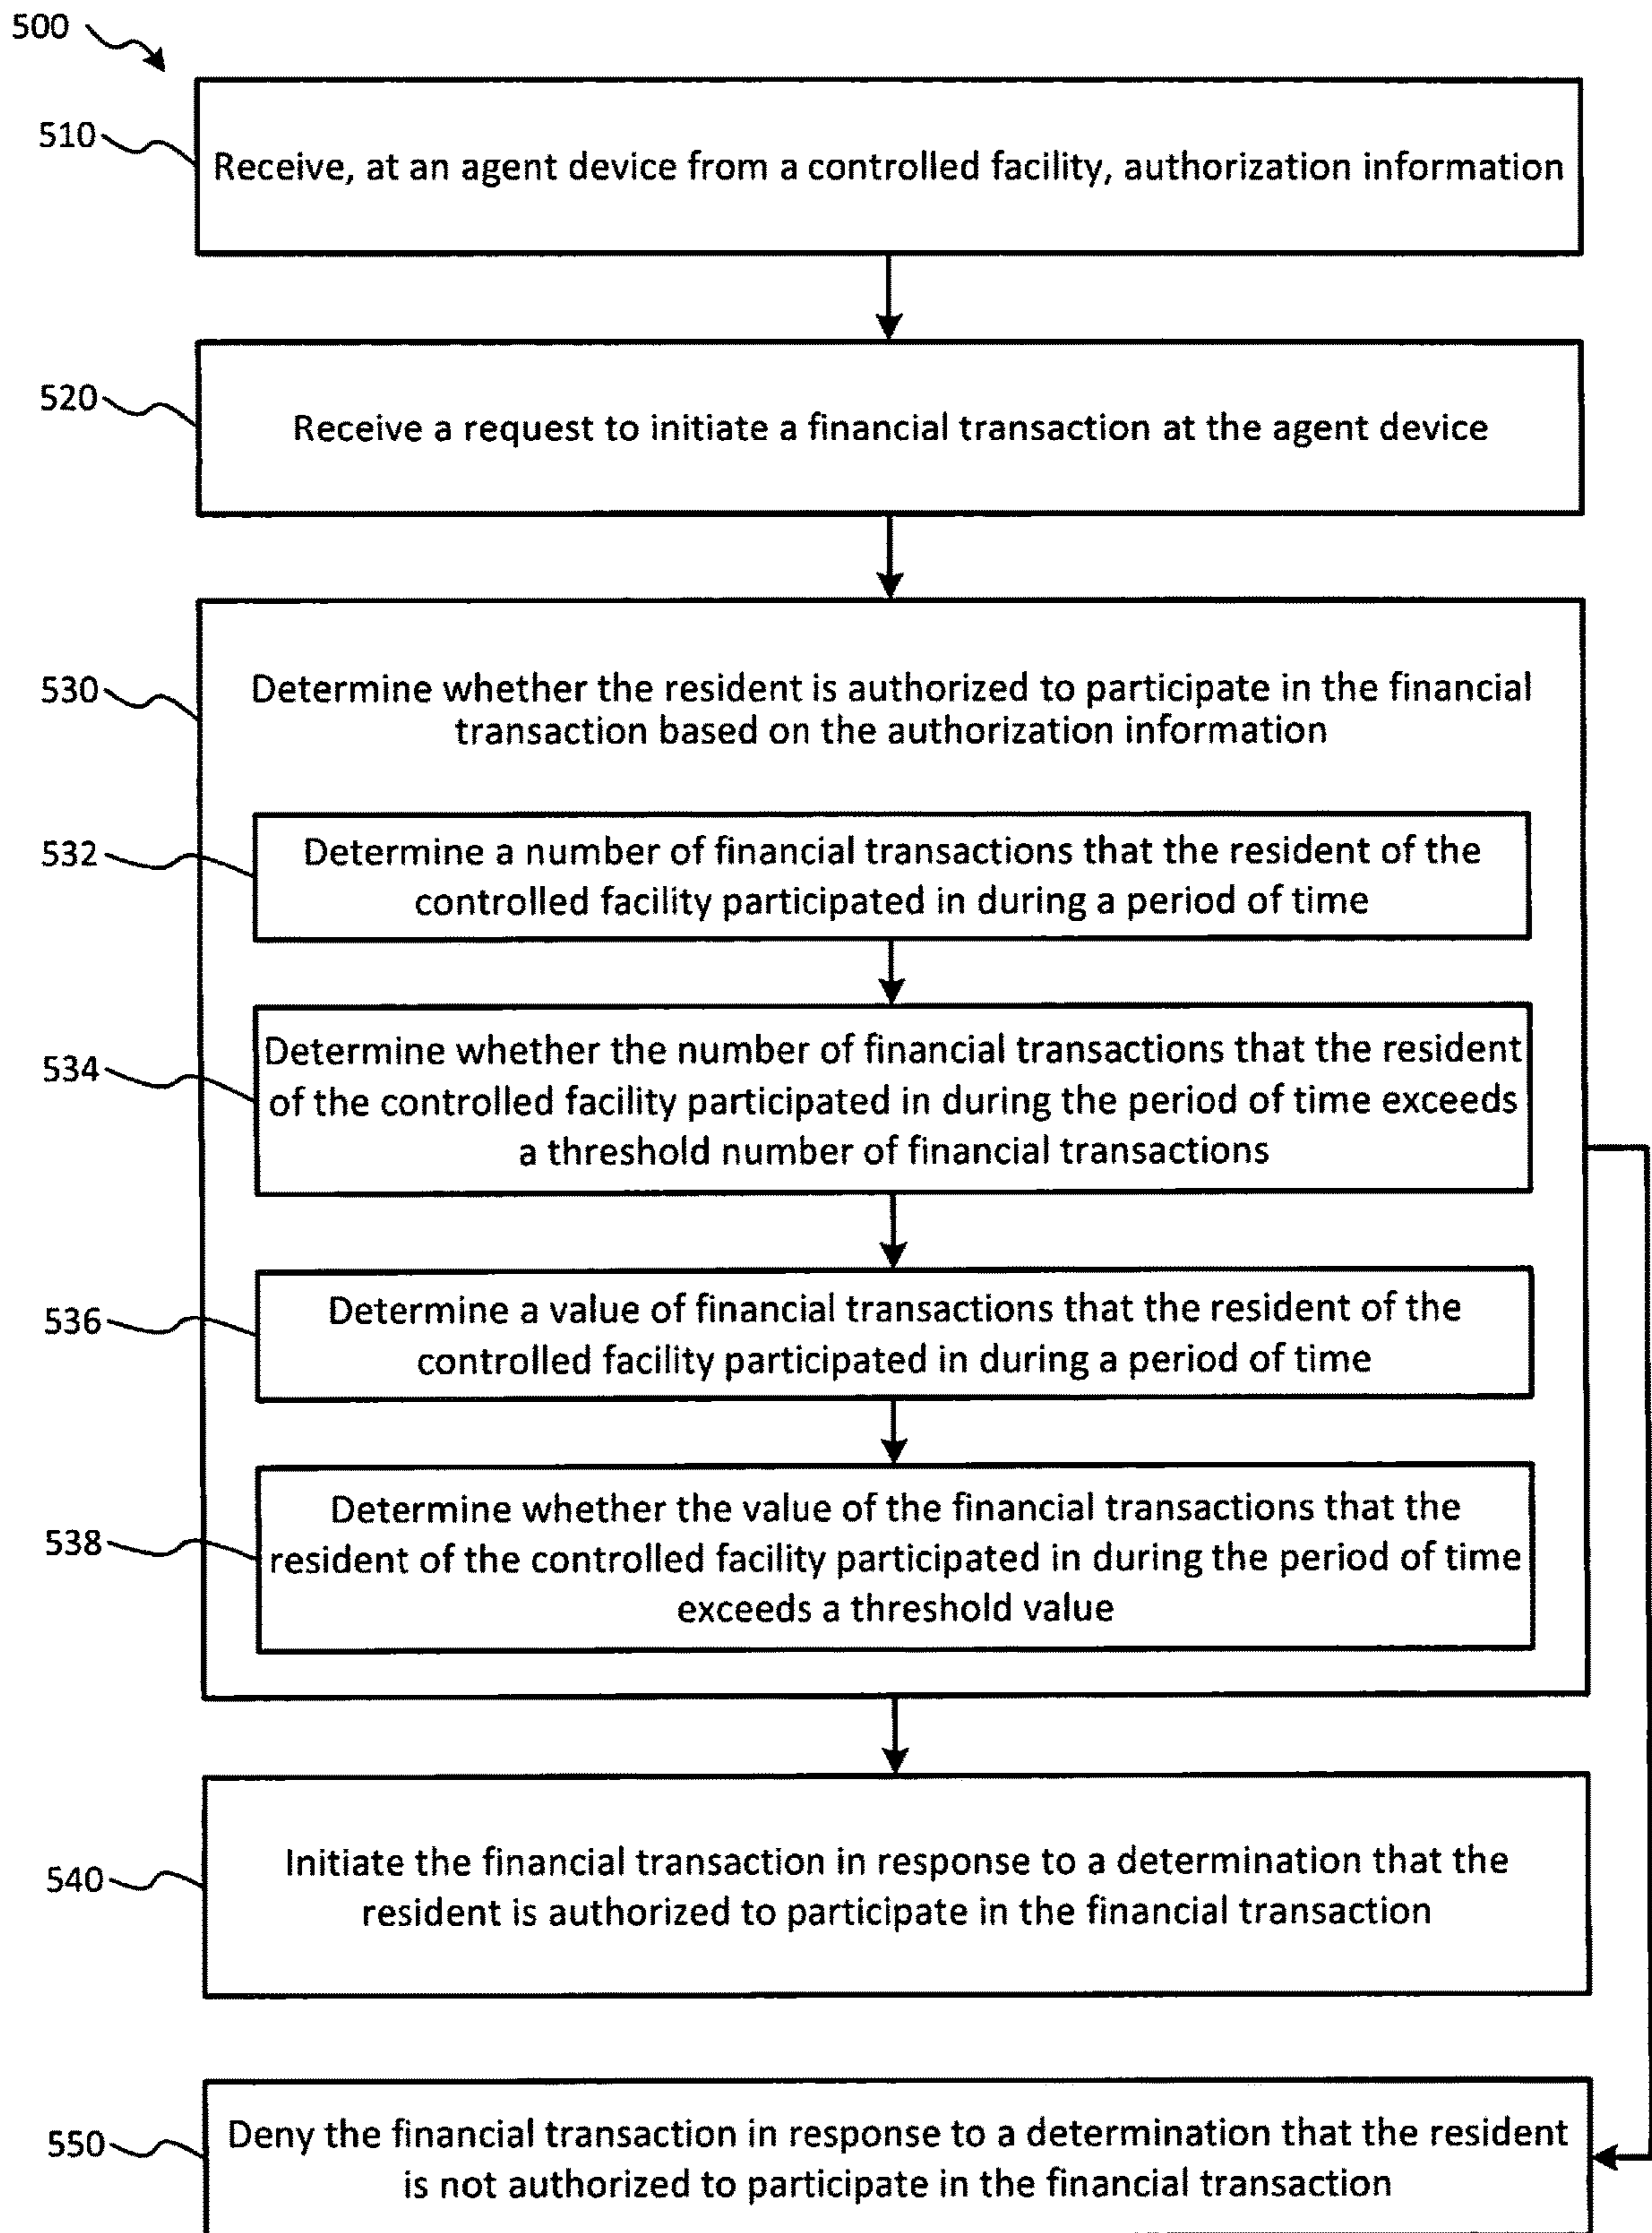 500
510
Receive, at an agent device from a controlled facility, authorization information
520
Receive a request to initiate a financial transaction at the agent device
530
Determine whether the resident is authorized to participate in the financial
transaction based on the authorization information
532
Determine a number of financial transactions that the resident of the
controlled facility participated in during a period of time
534
Determine whether the number of financial transactions that the resident
of the controlled facility participated in during the period of time exceeds
a threshold number of financial transactions
536
Determine a value of financial transactions that the resident of the
controlled facility participated in during a period of time
538
Determine whether the value of the financial transactions that the
resident of the controlled facility participated in during the period of time
exceeds a threshold value
540
Initiate the financial transaction in response to a determination that the
resident is authorized to participate in the financial transaction
550
Deny the financial transaction in response to a determination that the resident
is not authorized to participate in the financial transaction